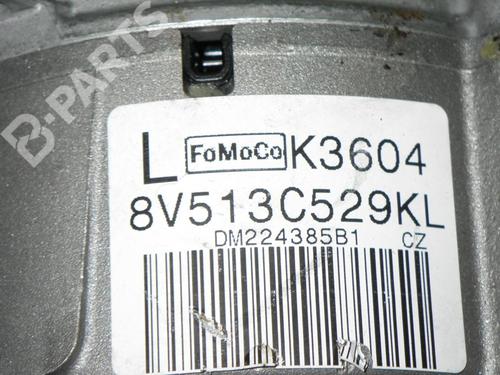 B-PARTS
L FoMoCo K3604
8V513C529KL
DM224385B1 CZ